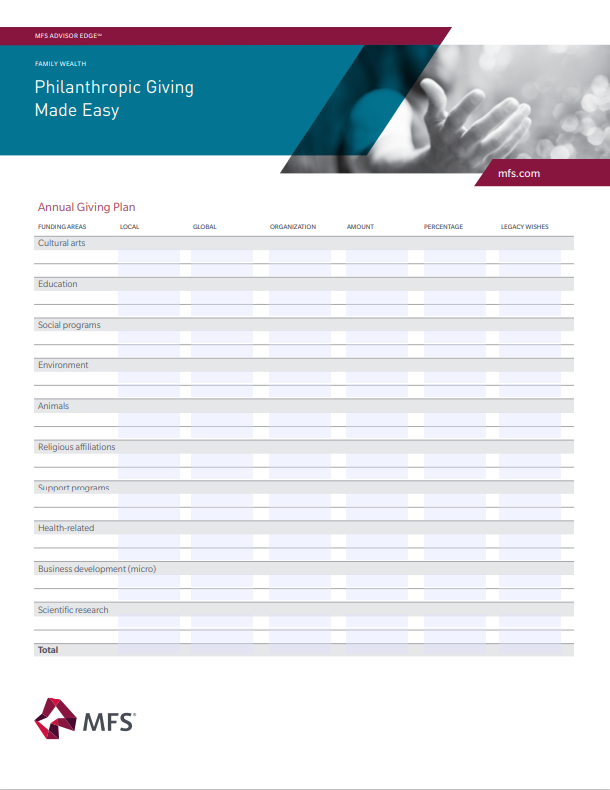 MFS ADVISOR EDGE℠
FAMILY WEALTH
Philanthropic Giving
Made Easy
mfs.com
Annual Giving Plan
FUNDING AREAS LOCAL GLOBAL ORGANIZATION AMOUNT PERCENTAGE LEGACY WISHES
Cultural arts
Education
Social programs
Environment
Animals
Religious affiliations
Support programs
Health-related
Business development (micro)
Scientific research
Total
MFS®